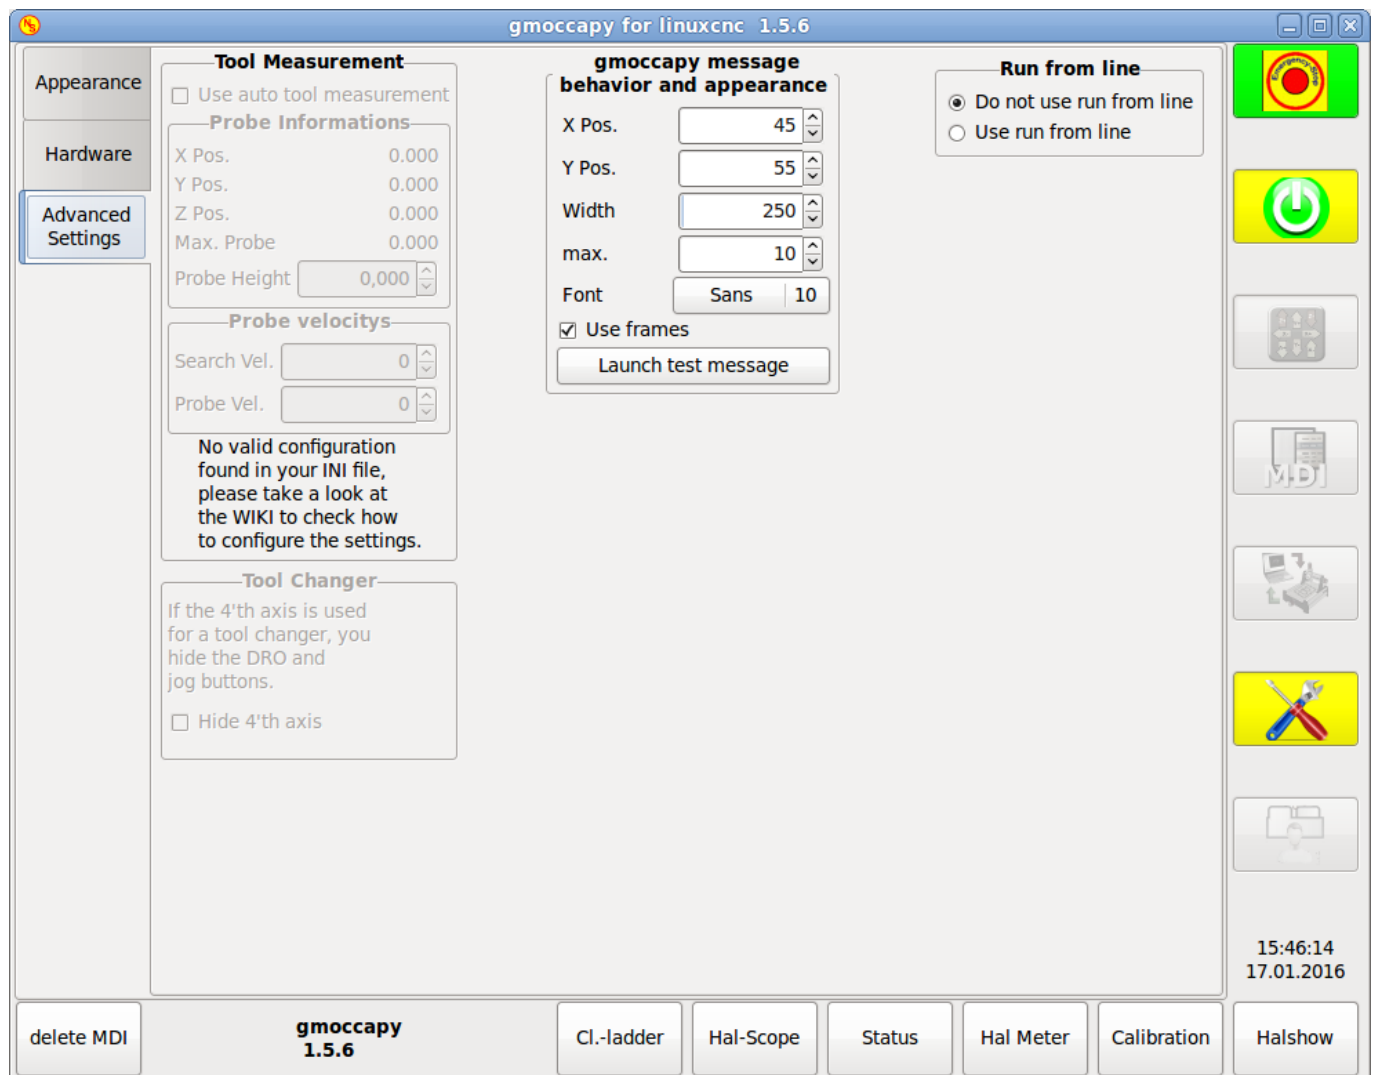 gmoccapy for linuxcnc 1.5.6
Appearance
Hardware
Advanced
Settings
Tool Measurement
Use auto tool measurement
Probe Informations
X Pos. 0.000
Y Pos. 0.000
Z Pos. 0.000
Max. Probe 0.000
Probe Height 0,000
Probe velocitys
Search Vel. 0
Probe Vel. 0
No valid configuration
found in your INI file,
please take a look at
the WIKI to check how
to configure the settings.
Tool Changer
If the 4'th axis is used
for a tool changer, you
hide the DRO and
jog buttons.
Hide 4'th axis
gmoccapy message
behavior and appearance
X Pos. 45
Y Pos. 55
Width 250
max. 10
Font Sans 10
Use frames
Launch test message
Run from line
Do not use run from line
Use run from line
Emergency-Stop
MDI
15:46:14
17.01.2016
delete MDI
gmoccapy
1.5.6
Cl.-ladder
Hal-Scope
Status
Hal Meter
Calibration
Halshow